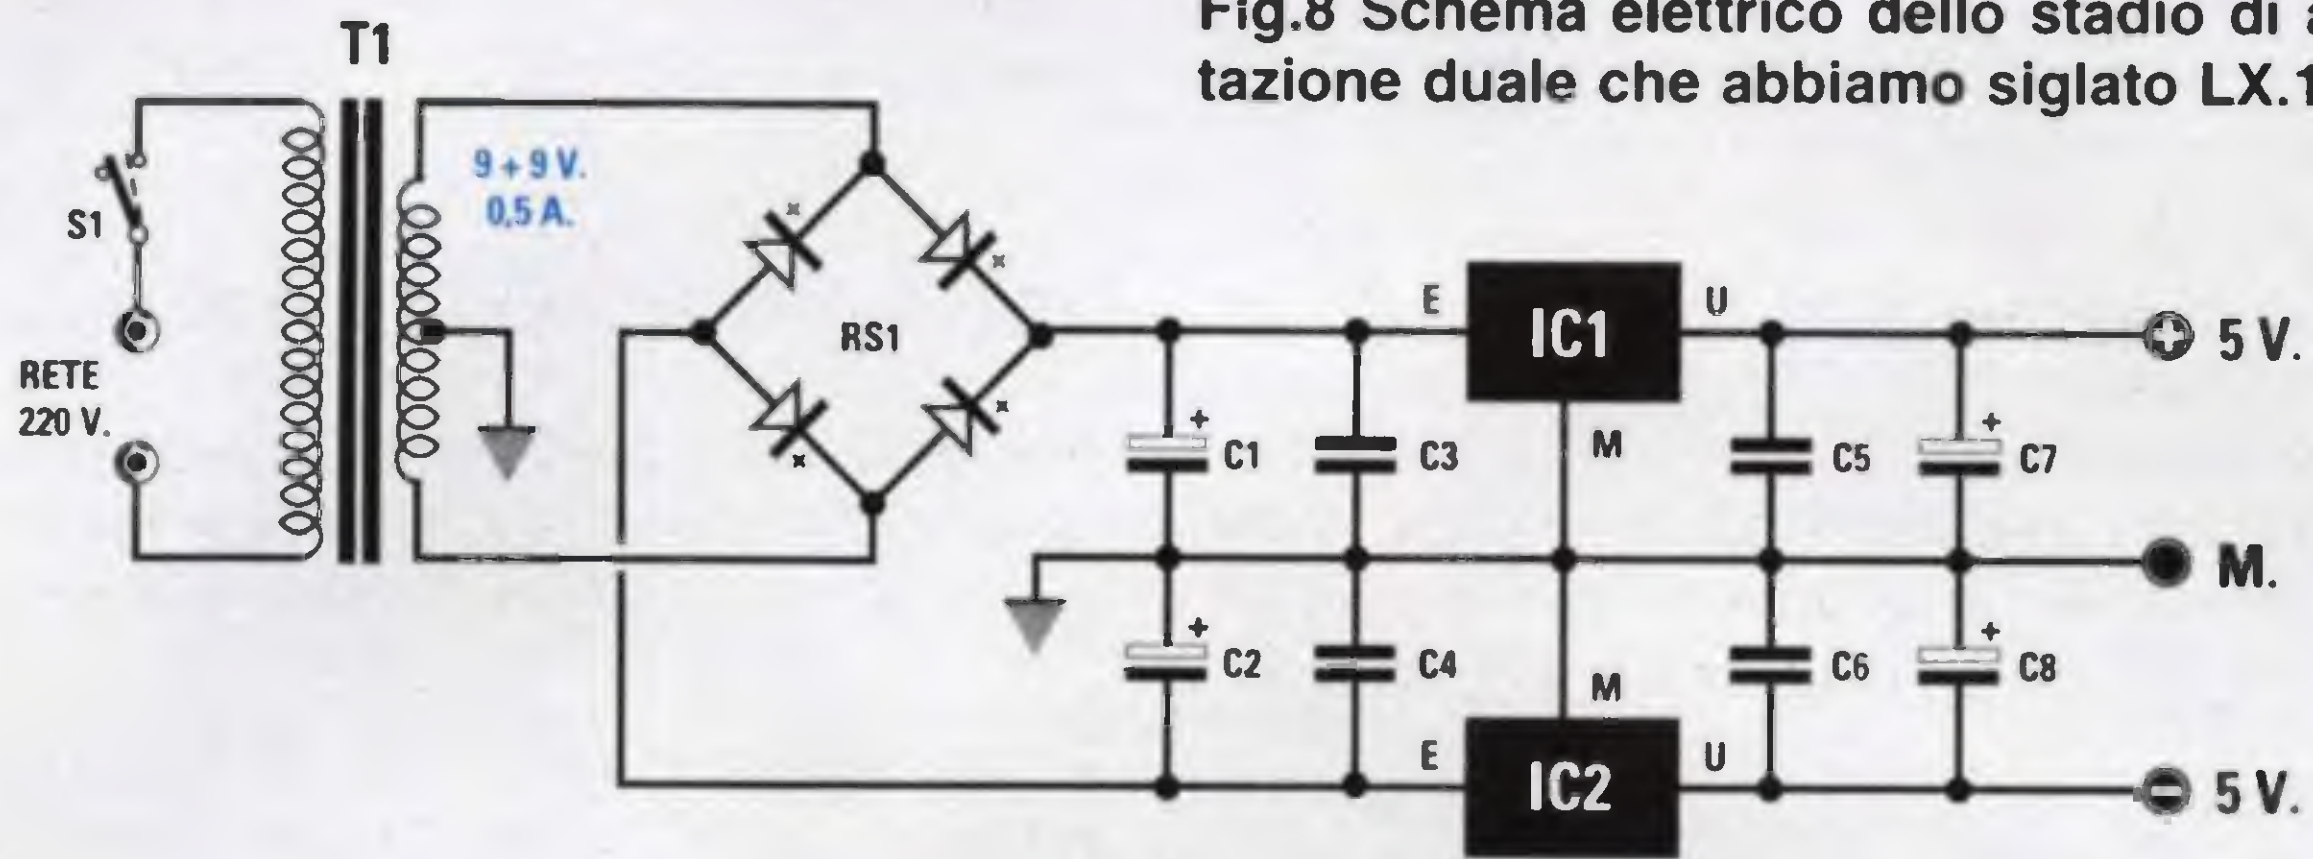 Fig.8 Schema elettrico dello stadio di
tazione duale che abbiamo siglato LX.1
T1
9 + 9 V.
0,5 A.
S1
RETE
220 V.
RS1
E
IC1
U
5 V.
+
C1
C3
M
C5
+
C7
M.
+
C2
C4
M
C6
+
C8
E
IC2
U
5 V.